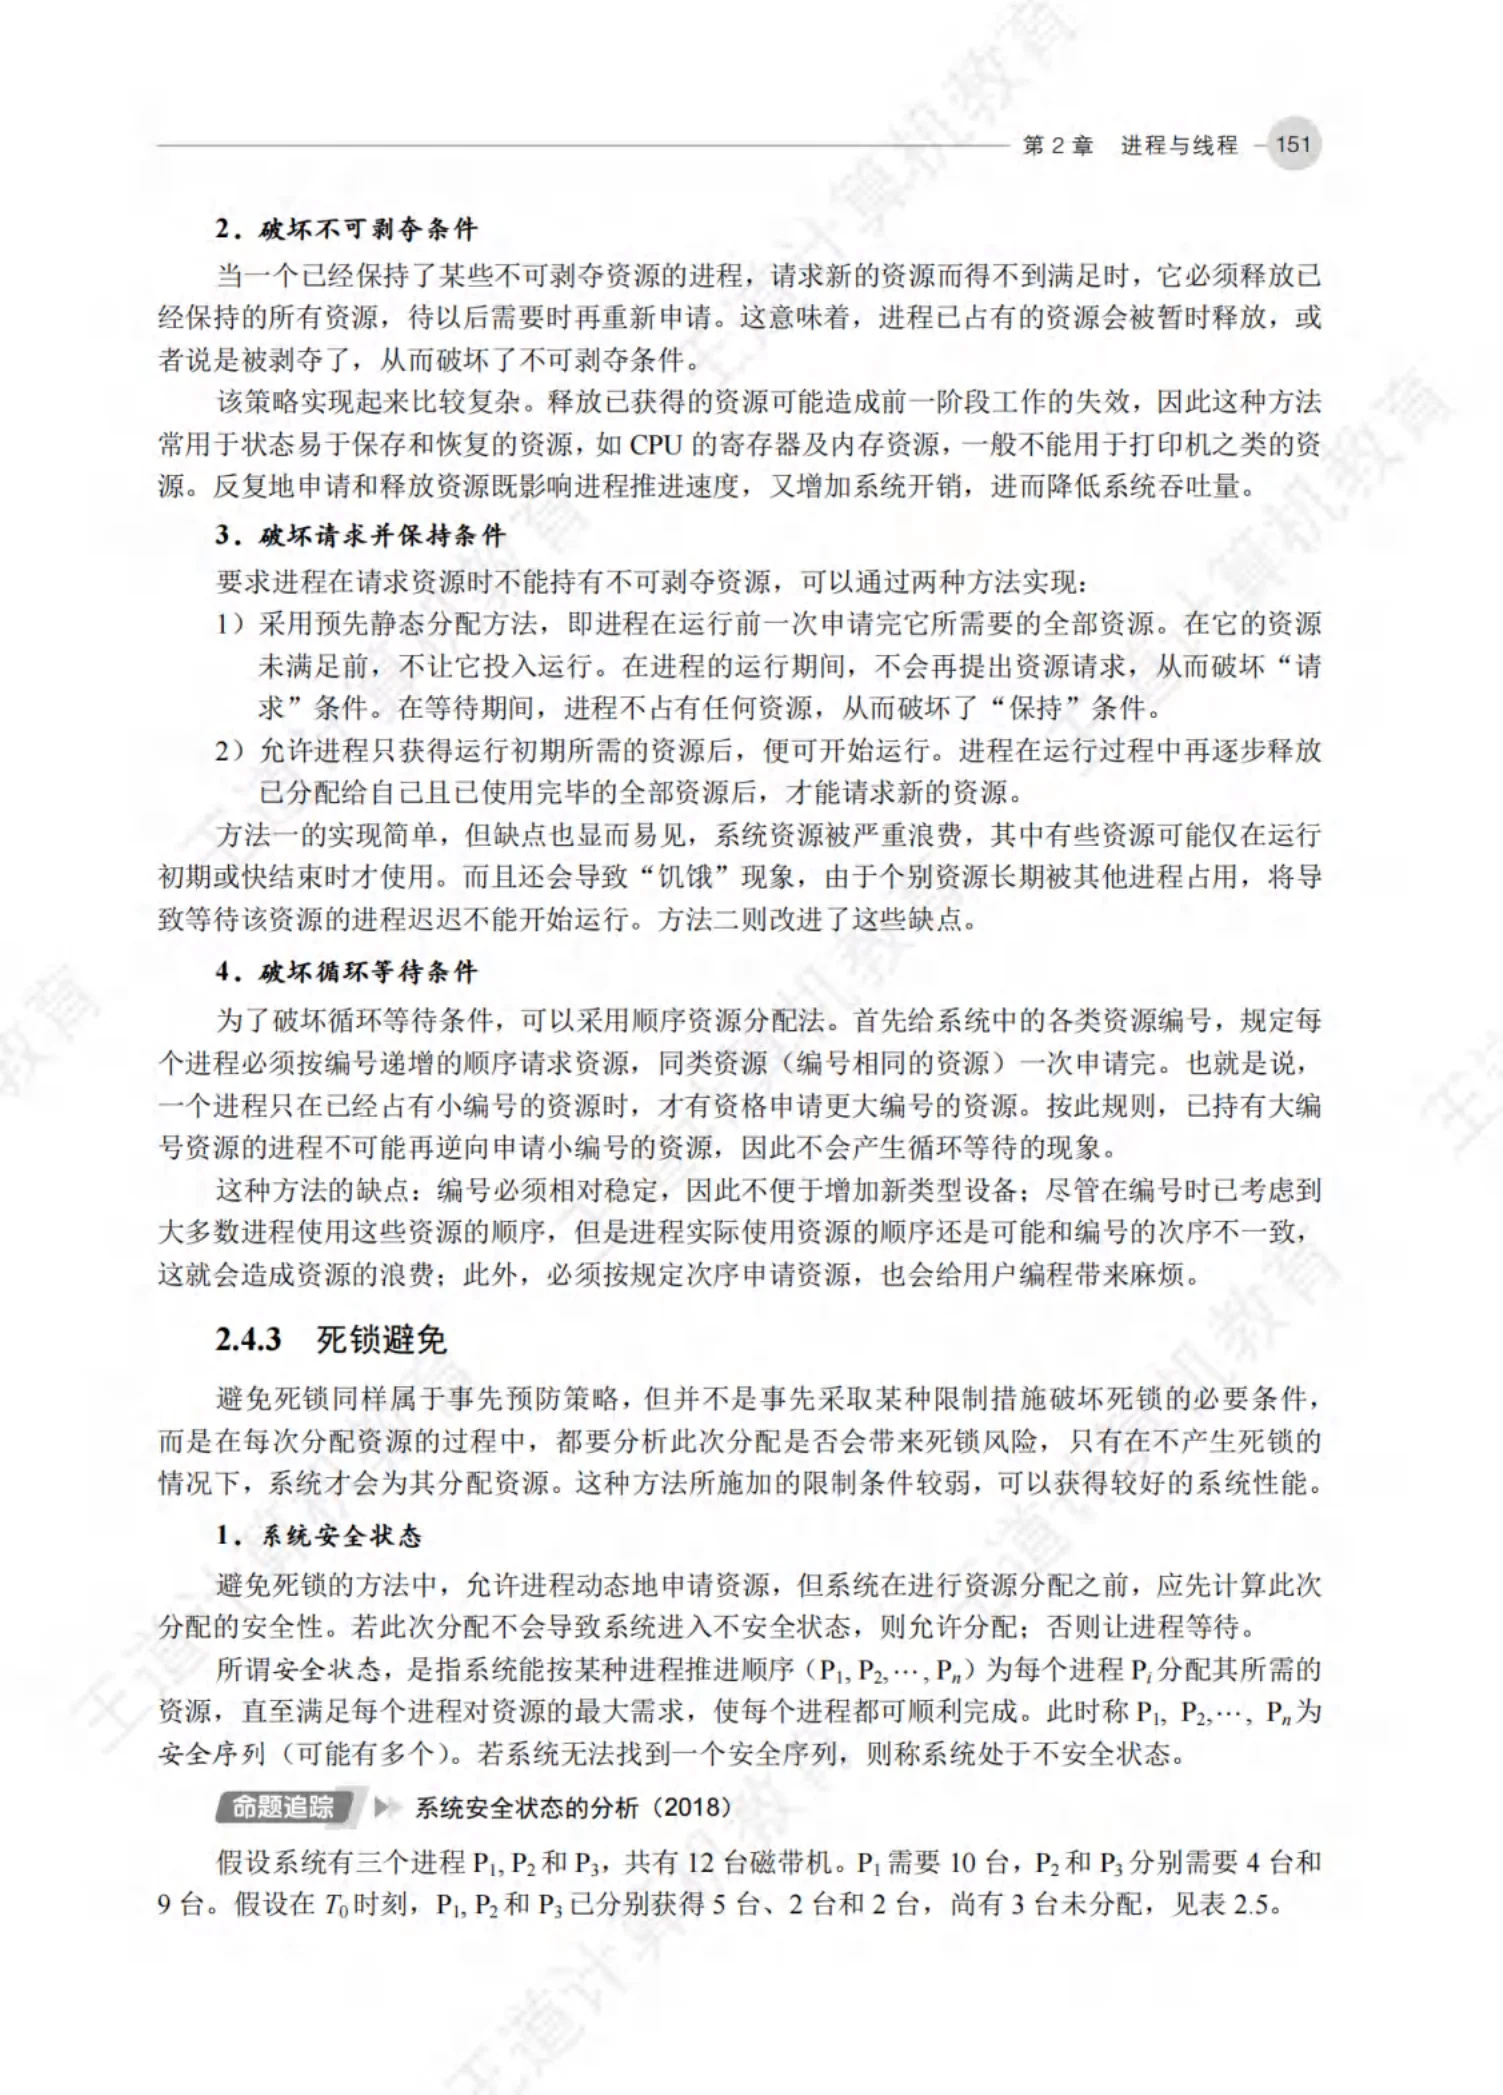 第 2 章　进程与线程　151
2．破坏不可剥夺条件
当一个已经保持了某些不可剥夺资源的进程，请求新的资源而得不到满足时，它必须释放已
经保持的所有资源，待以后需要时再重新申请。这意味着，进程已占有的资源会被暂时释放，或
者说是被剥夺了，从而破坏了不可剥夺条件。
该策略实现起来比较复杂。释放已获得的资源可能造成前一阶段工作的失效，因此这种方法
常用于状态易于保存和恢复的资源，如 CPU 的寄存器及内存资源，一般不能用于打印机之类的资
源。反复地申请和释放资源既影响进程推进速度，又增加系统开销，进而降低系统吞吐量。
3．破坏请求并保持条件
要求进程在请求资源时不能持有不可剥夺资源，可以通过两种方法实现：
1）采用预先静态分配方法，即进程在运行前一次申请完它所需要的全部资源。在它的资源
未满足前，不让它投入运行。在进程的运行期间，不会再提出资源请求，从而破坏“请
求”条件。在等待期间，进程不占有任何资源，从而破坏了“保持”条件。
2）允许进程只获得运行初期所需的资源后，便可开始运行。进程在运行过程中再逐步释放
已分配给自己且已使用完毕的全部资源后，才能请求新的资源。
方法一的实现简单，但缺点也显而易见，系统资源被严重浪费，其中有些资源可能仅在运行
初期或快结束时才使用。而且还会导致“饥饿”现象，由于个别资源长期被其他进程占用，将导
致等待该资源的进程迟迟不能开始运行。方法二则改进了这些缺点。
4．破坏循环等待条件
为了破坏循环等待条件，可以采用顺序资源分配法。首先给系统中的各类资源编号，规定每
个进程必须按编号递增的顺序请求资源，同类资源（编号相同的资源）一次申请完。也就是说，
一个进程只在已经占有小编号的资源时，才有资格申请更大编号的资源。按此规则，已持有大编
号资源的进程不可能再逆向申请小编号的资源，因此不会产生循环等待的现象。
这种方法的缺点：编号必须相对稳定，因此不便于增加新类型设备；尽管在编号时已考虑到
大多数进程使用这些资源的顺序，但是进程实际使用资源的顺序还是可能和编号的次序不一致，
这就会造成资源的浪费；此外，必须按规定次序申请资源，也会给用户编程带来麻烦。
2.4.3　死锁避免
避免死锁同样属于事先预防策略，但并不是事先采取某种限制措施破坏死锁的必要条件，
而是在每次分配资源的过程中，都要分析此次分配是否会带来死锁风险，只有在不产生死锁的
情况下，系统才会为其分配资源。这种方法所施加的限制条件较弱，可以获得较好的系统性能。
1．系统安全状态
避免死锁的方法中，允许进程动态地申请资源，但系统在进行资源分配之前，应先计算此次
分配的安全性。若此次分配不会导致系统进入不安全状态，则允许分配；否则让进程等待。
所谓安全状态，是指系统能按某种进程推进顺序（P₁, P₂,⋯, Pₙ）为每个进程 Pᵢ 分配其所需的
资源，直至满足每个进程对资源的最大需求，使每个进程都可顺利完成。此时称 P₁, P₂,⋯, Pₙ 为
安全序列（可能有多个）。若系统无法找到一个安全序列，则称系统处于不安全状态。
命题追踪　系统安全状态的分析（2018）
假设系统有三个进程 P₁, P₂ 和 P₃，共有 12 台磁带机。P₁ 需要 10 台，P₂ 和 P₃ 分别需要 4 台和
9 台。假设在 T₀ 时刻，P₁, P₂ 和 P₃ 已分别获得 5 台、2 台和 2 台，尚有 3 台未分配，见表 2.5。
王道计算机教育